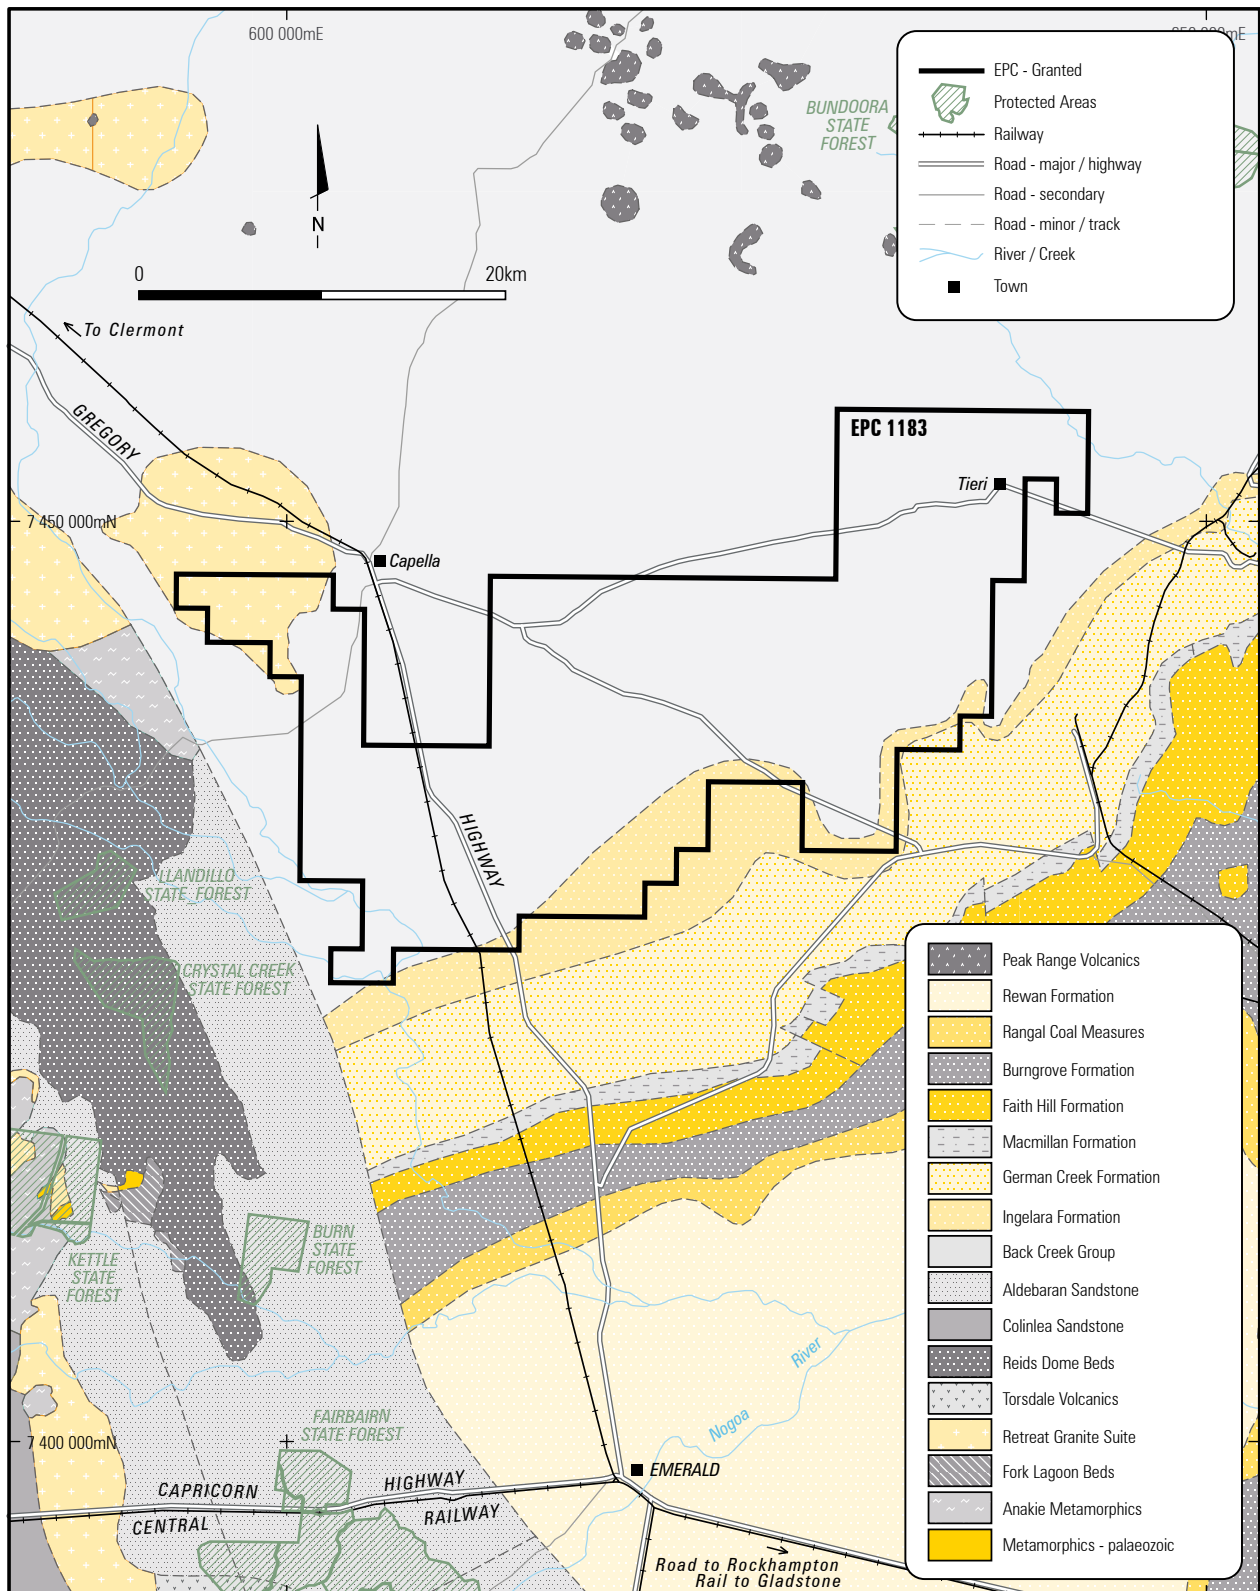 600 000mE
EPC - Granted
Protected Areas
Railway
Road - major / highway
Road - secondary
Road - minor / track
River / Creek
Town
BUNDOORA
STATE
FOREST
N
0
20km
To Clermont
GREGORY
EPC 1183
Tieri
7 450 000mN
Capella
HIGHWAY
LLANDILLO
STATE FOREST
CRYSTAL CREEK
STATE FOREST
Peak Range Volcanics
Rewan Formation
Rangal Coal Measures
Burngrove Formation
Faith Hill Formation
Macmillan Formation
German Creek Formation
Ingelara Formation
Back Creek Group
Aldebaran Sandstone
Colinlea Sandstone
Reids Dome Beds
Torsdale Volcanics
Retreat Granite Suite
Fork Lagoon Beds
Anakie Metamorphics
Metamorphics - palaeozoic
BURN
STATE
FOREST
KETTLE
STATE
FOREST
River
Nogoa
FAIRBAIRN
STATE FOREST
7 400 000mN
EMERALD
CAPRICORN
HIGHWAY
CENTRAL
RAILWAY
Road to Rockhampton
Rail to Gladstone